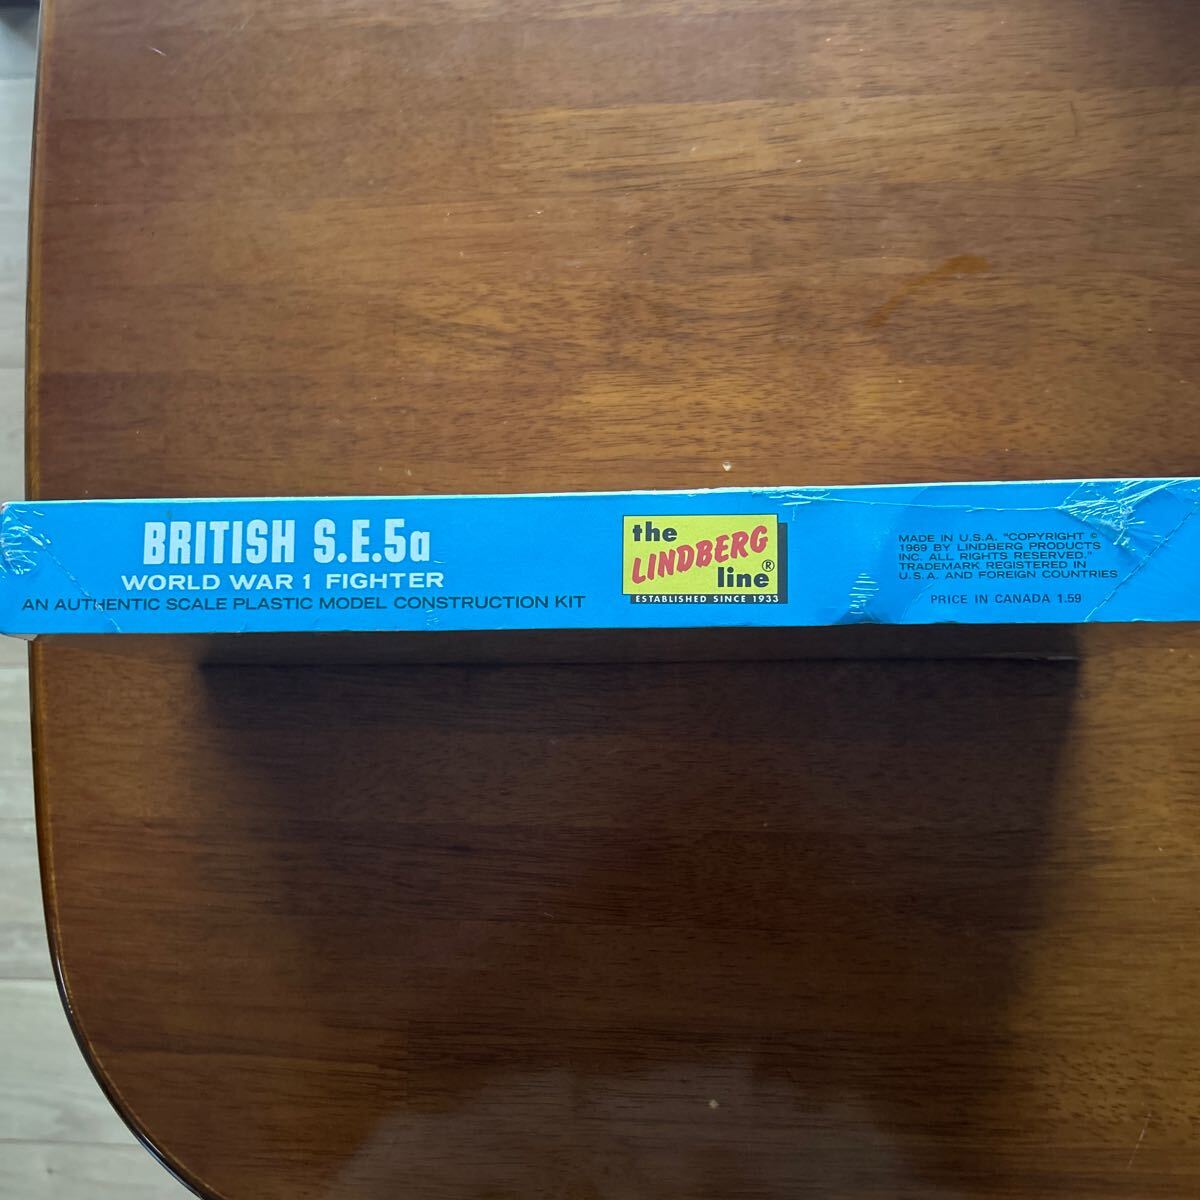 BRITISH S.E.5a
WORLD WAR 1 FIGHTER
AN AUTHENTIC SCALE PLASTIC MODEL CONSTRUCTION KIT
the
LINDBERG
line®
ESTABLISHED SINCE 1933
MADE IN U.S.A. "COPYRIGHT ©
1969 BY LINDBERG PRODUCTS
INC. ALL RIGHTS RESERVED."
TRADEMARK REGISTERED IN
U.S.A. AND FOREIGN COUNTRIES
PRICE IN CANADA 1.59